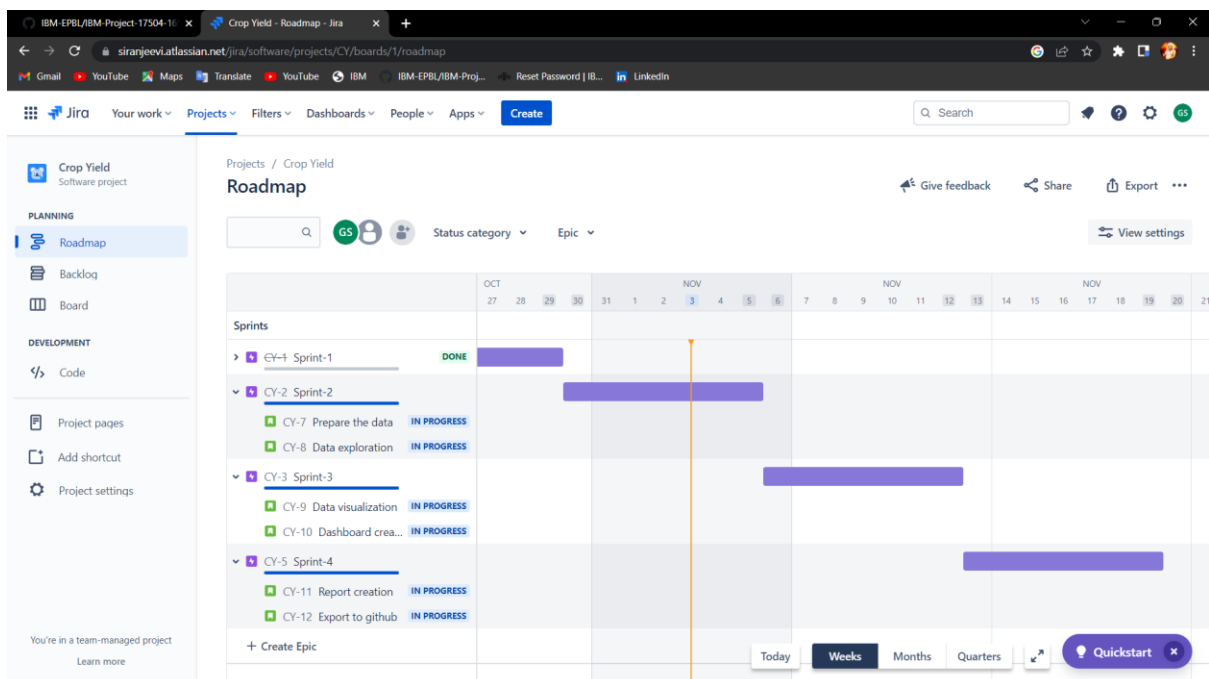 IBM-EPBL/IBM-Project-17504-16
Crop Yield - Roadmap - Jira
siranjeevi.atlassian.net/jira/software/projects/CY/boards/1/roadmap
Gmail YouTube Maps Translate YouTube IBM IBM-EPBL/IBM-Proj... Reset Password | IB... LinkedIn
Jira Your work Projects Filters Dashboards People Apps Create Search GS
Crop Yield
Software project
PLANNING
Roadmap
Backlog
Board
DEVELOPMENT
Code
Project pages
Add shortcut
Project settings
You're in a team-managed project
Learn more
Projects / Crop Yield
Roadmap
Give feedback Share Export
GS Status category Epic View settings
OCT NOV NOV NOV
27 28 29 30 31 1 2 3 4 5 6 7 8 9 10 11 12 13 14 15 16 17 18 19 20 21
Sprints
CY-1 Sprint-1 DONE
CY-2 Sprint-2
CY-7 Prepare the data IN PROGRESS
CY-8 Data exploration IN PROGRESS
CY-3 Sprint-3
CY-9 Data visualization IN PROGRESS
CY-10 Dashboard crea... IN PROGRESS
CY-5 Sprint-4
CY-11 Report creation IN PROGRESS
CY-12 Export to github IN PROGRESS
+ Create Epic
Today Weeks Months Quarters Quickstart